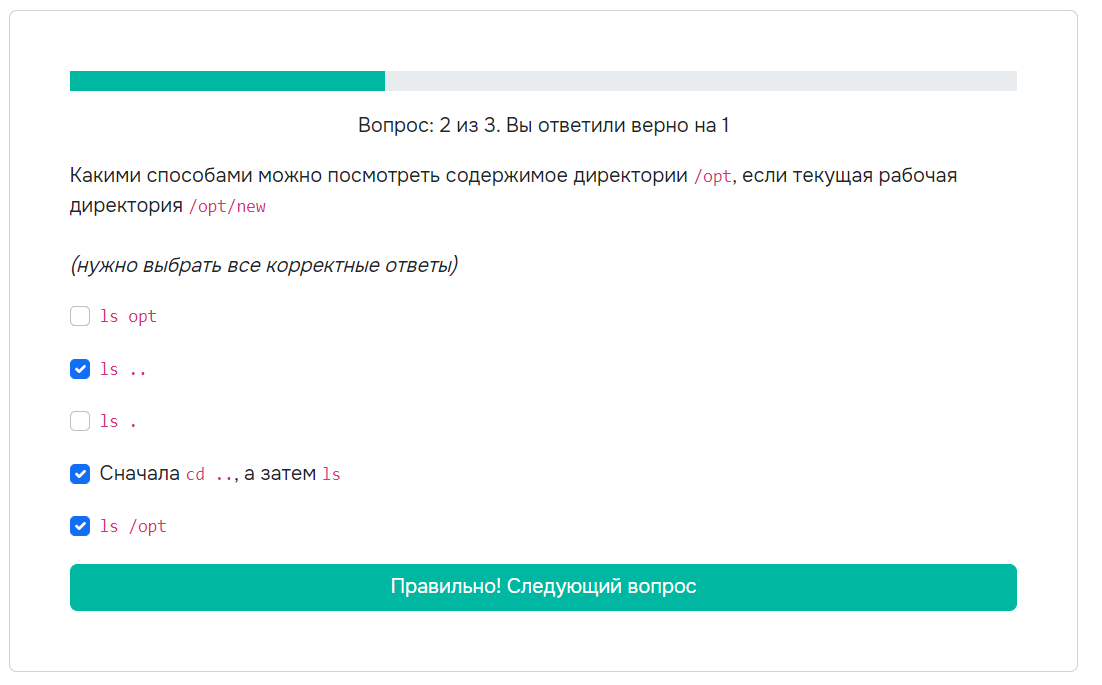 Вопрос: 2 из 3. Вы ответили верно на 1
Какими способами можно посмотреть содержимое директории /opt, если текущая рабочая
директория /opt/new
(нужно выбрать все корректные ответы)
ls opt
ls ..
ls .
Сначала cd .., а затем ls
ls /opt
Правильно! Следующий вопрос